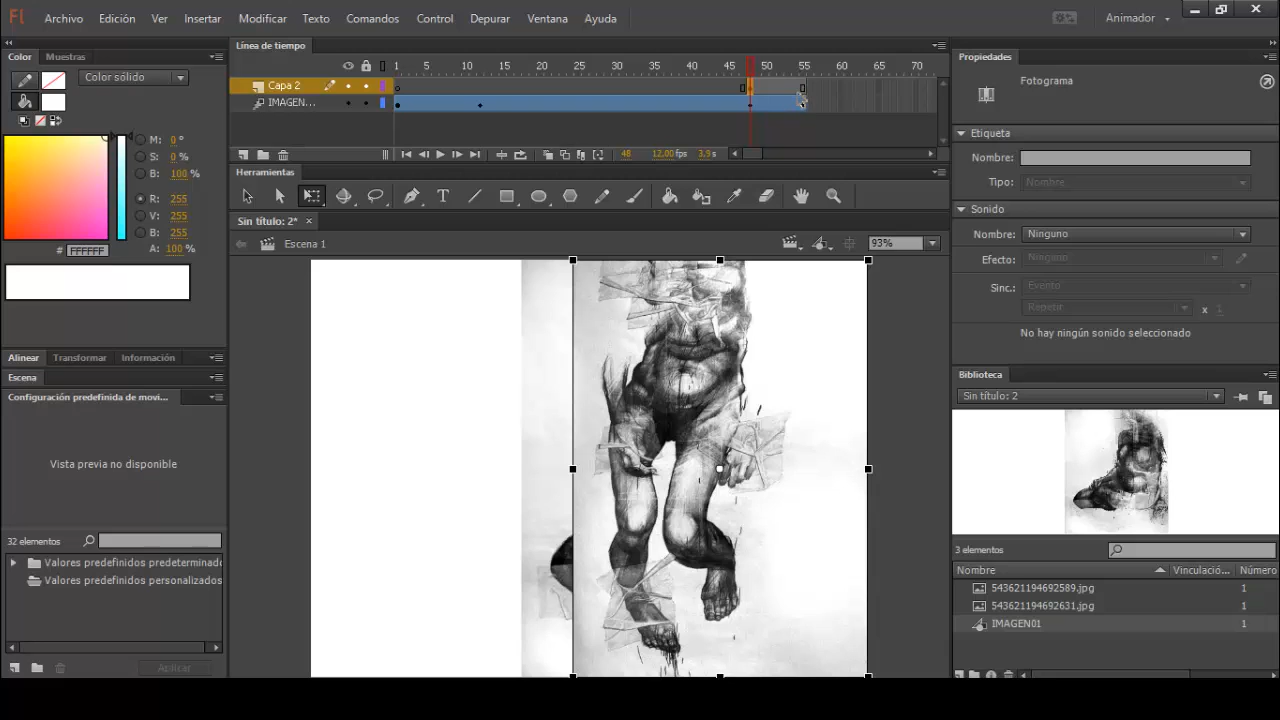 Fl Archivo Edición Ver Insertar Modificar Texto Comandos Control Depurar Ventana Ayuda Animador
Color Muestras
Color sólido
M: 0 °
S: 0 %
B: 100 %
R: 255
V: 255
B: 255
# FFFFFF A: 100 %
Alinear Transformar Información
Escena
Configuración predefinida de movi...
Vista previa no disponible
32 elementos
Valores predefinidos predeterminado
Valores predefinidos personalizados
Aplicar
Línea de tiempo
1 5 10 15 20 25 30 35 40 45 50 55 60 65 70
Capa 2
IMAGEN...
48 12,00 fps 3,9 s
Herramientas
T
Sin título: 2* ×
Escena 1 93%
Propiedades
Fotograma
Etiqueta
Nombre:
Tipo: Nombre
Sonido
Nombre: Ninguno
Efecto: Ninguno
Sinc.: Evento
Repetir x 1
No hay ningún sonido seleccionado
Biblioteca
Sin título: 2
3 elementos
Nombre Vinculació... Número
543621194692589.jpg 1
543621194692631.jpg 1
IMAGEN01 1